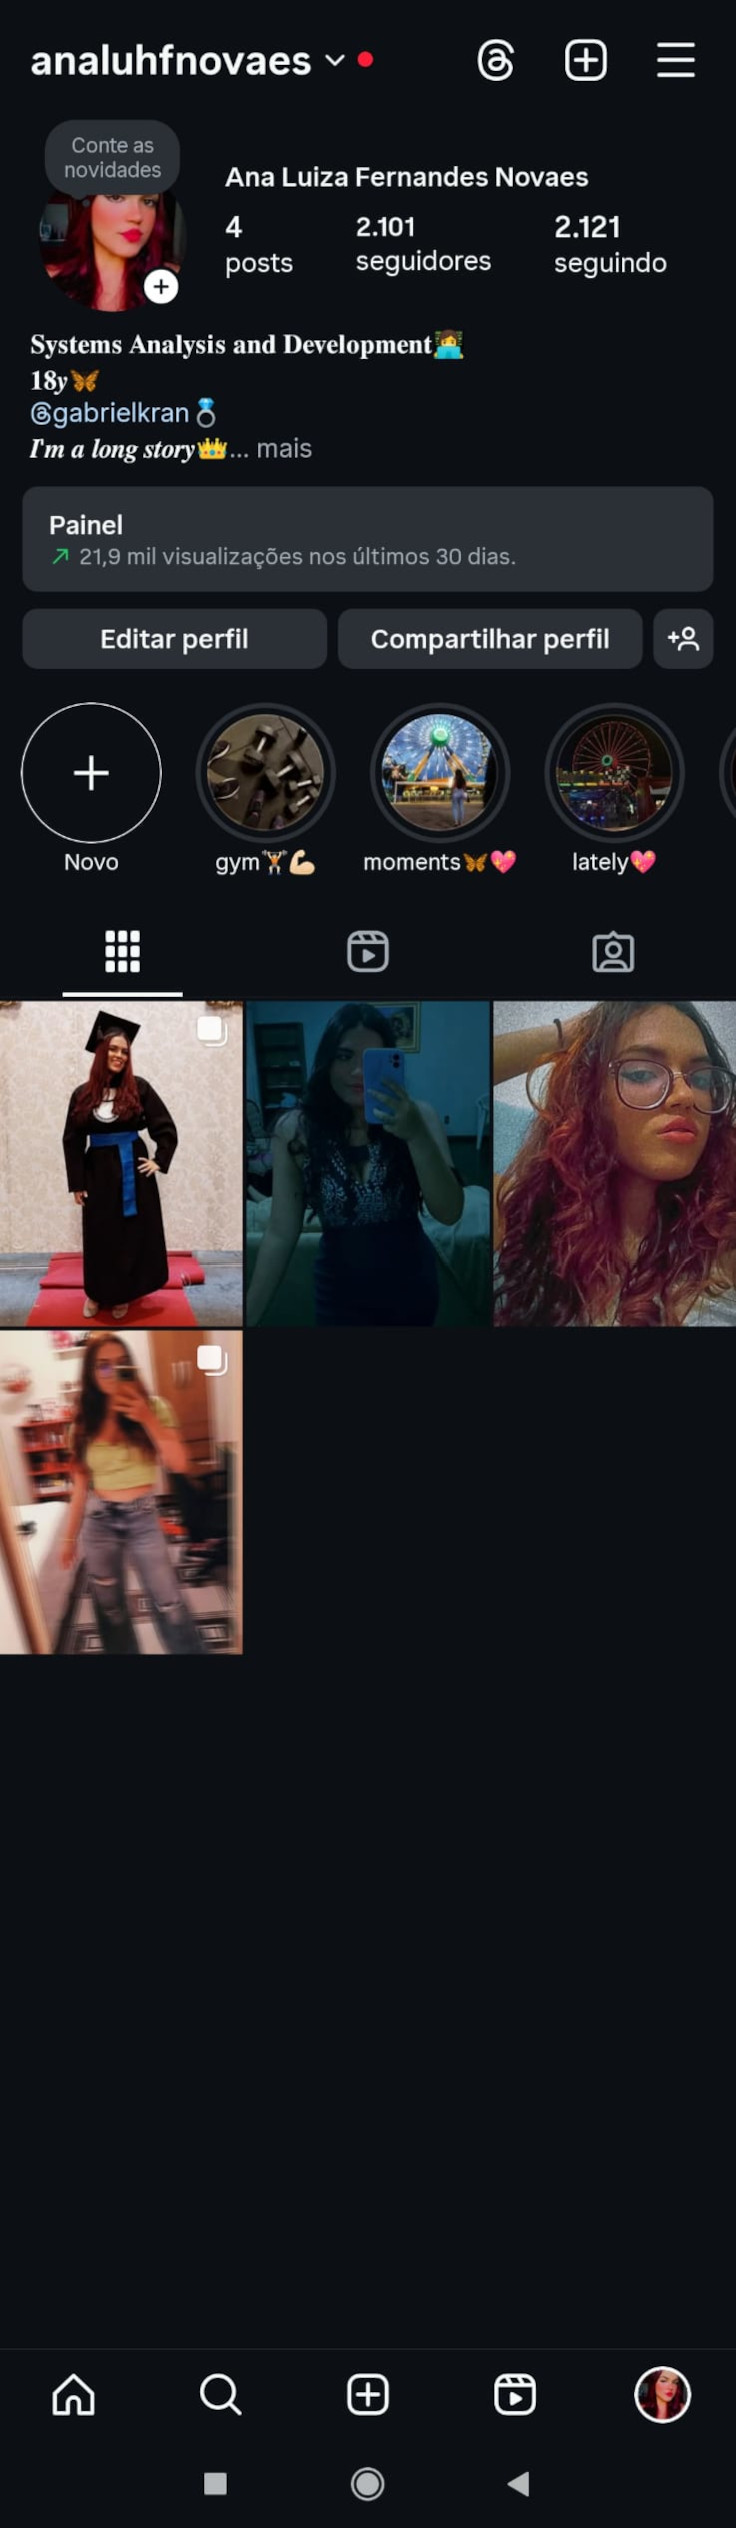 analuhfnovaes
Conte as
novidades
Ana Luiza Fernandes Novaes
4
posts
2.101
seguidores
2.121
seguindo
Systems Analysis and Development👩‍💻
18y🦋
@gabrielkran💍
I'm a long story👑... mais
Painel
21,9 mil visualizações nos últimos 30 dias.
Editar perfil
Compartilhar perfil
Novo
gym🏋️💪🏻
moments🦋💖
lately💖